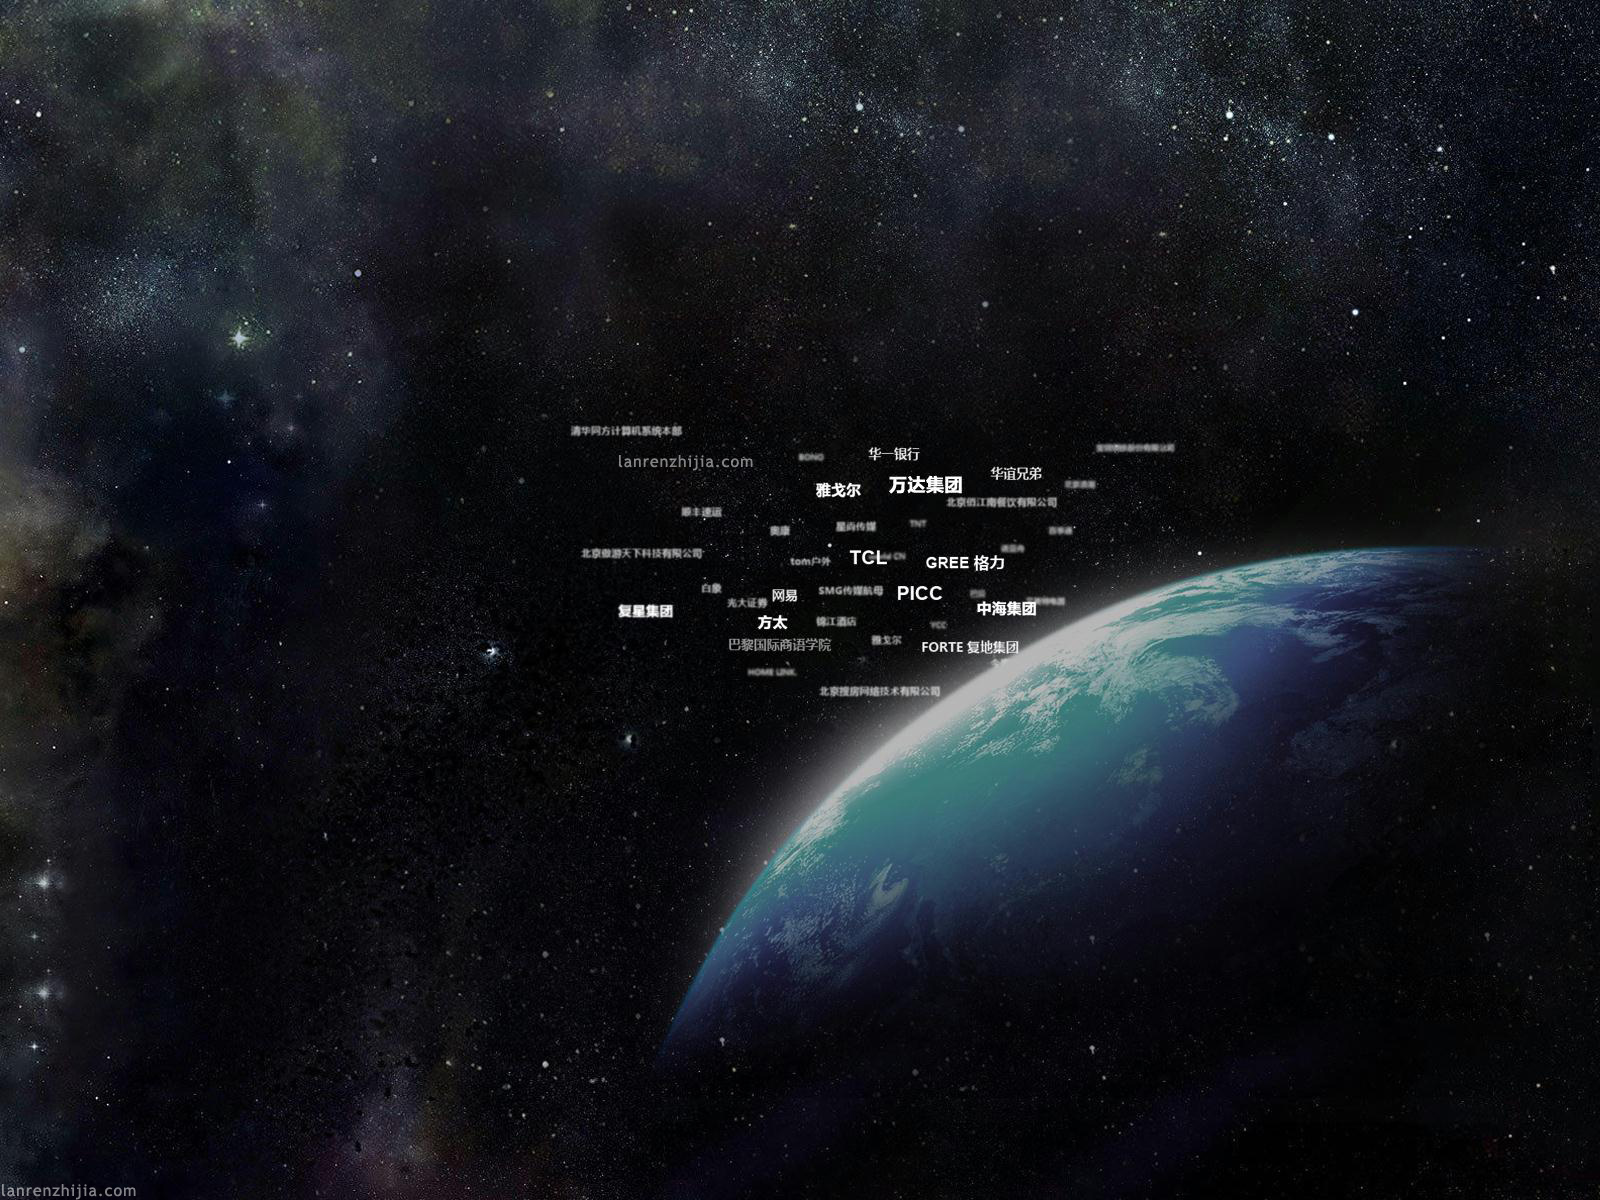 清华同方计算机系统本部
lanrenzhijia.com
BONO
华一银行
华谊兄弟
雅戈尔
万达集团
北京俏江南餐饮有限公司
顺丰速运
奥康
星尚传媒
TNT
北京傲游天下科技有限公司
tom户外
TCL
GREE 格力
白象
光大证券
网易
SMG传媒航母
PICC
复星集团
中海集团
方太
锦江酒店
YCC
巴黎国际商语学院
雅戈尔
FORTE 复地集团
HOME LINK
北京搜房网络技术有限公司
lanrenzhijia.com